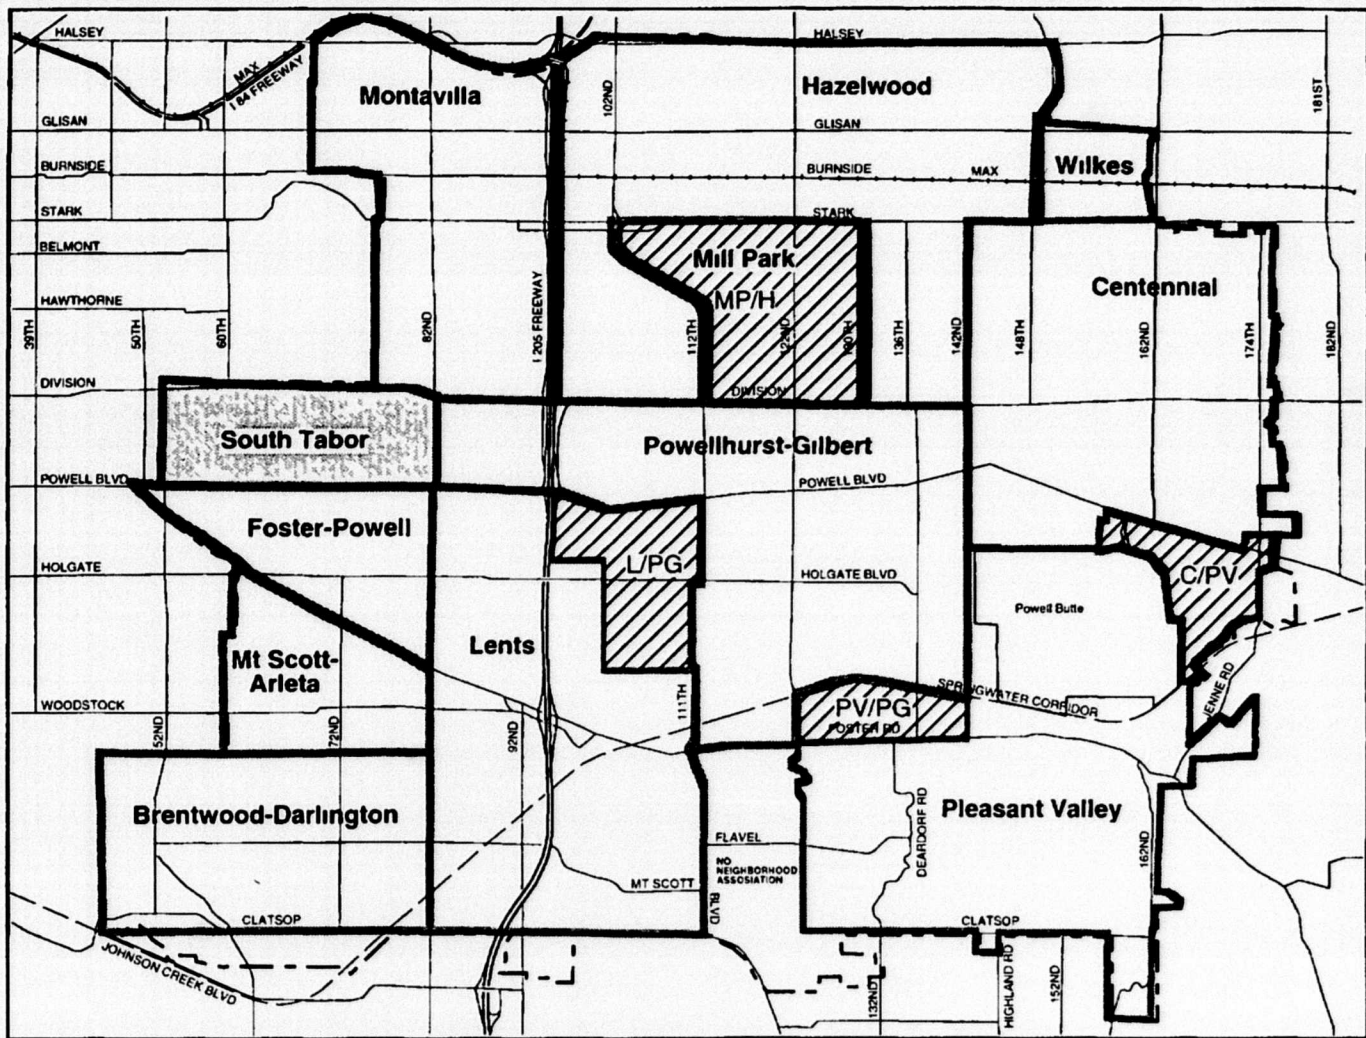 HALSEY
HALSEY
MAX
I 84 FREEWAY
Montavilla
102ND
Hazelwood
181ST
GLISAN
GLISAN
BURNSIDE
BURNSIDE
MAX
Wilkes
STARK
STARK
BELMONT
Mill Park
MP/H
Centennial
HAWTHORNE
39TH
50TH
60TH
82ND
I 205 FREEWAY
112TH
122ND
130TH
136TH
142ND
148TH
162ND
174TH
182ND
DIVISION
DIVISION
South Tabor
Powellhurst-Gilbert
POWELL BLVD
POWELL BLVD
Foster-Powell
L/PG
HOLGATE
HOLGATE BLVD
C/PV
Powell Butte
Lents
Mt Scott-
Arleta
SPRINGWATER CORRIDOR
JENNE RD
WOODSTOCK
52ND
72ND
92ND
111TH
PV/PG
FOSTER RD
Brentwood-Darlington
Pleasant Valley
DEARDORF RD
162ND
FLAVEL
NO
NEIGHBORHOOD
ASSOSIATION
MT SCOTT
BLVD
CLATSOP
CLATSOP
JOHNSON CREEK BLVD
132ND
HIGHLAND RD
152ND